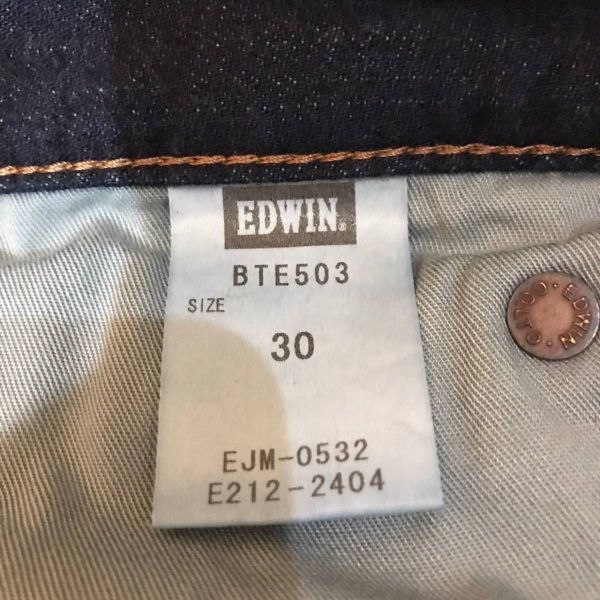 EDWIN®
BTE503
SIZE
30
EJM-0532
E212-2404
EDWIN